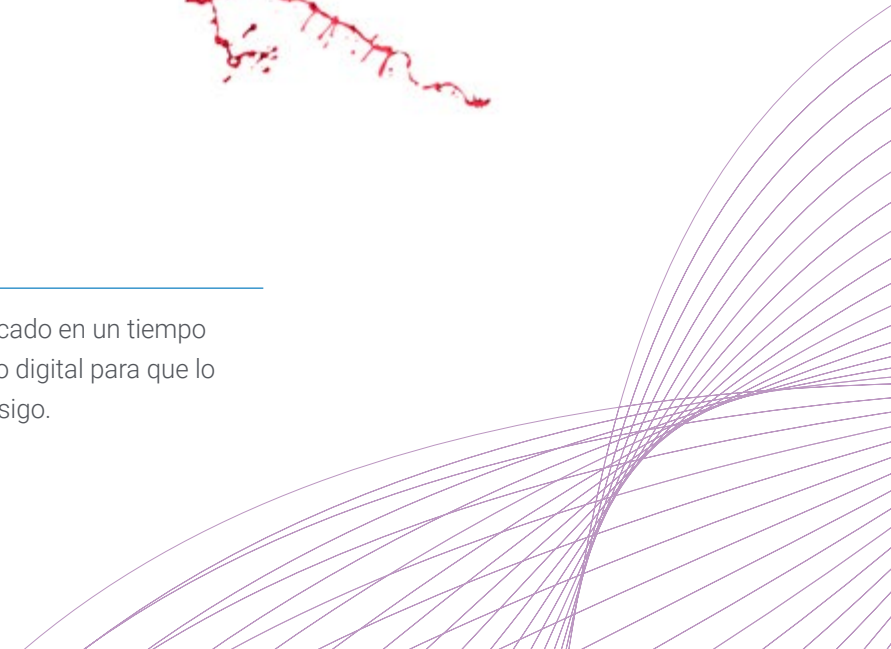 cado en un tiempo
o digital para que lo
sigo.